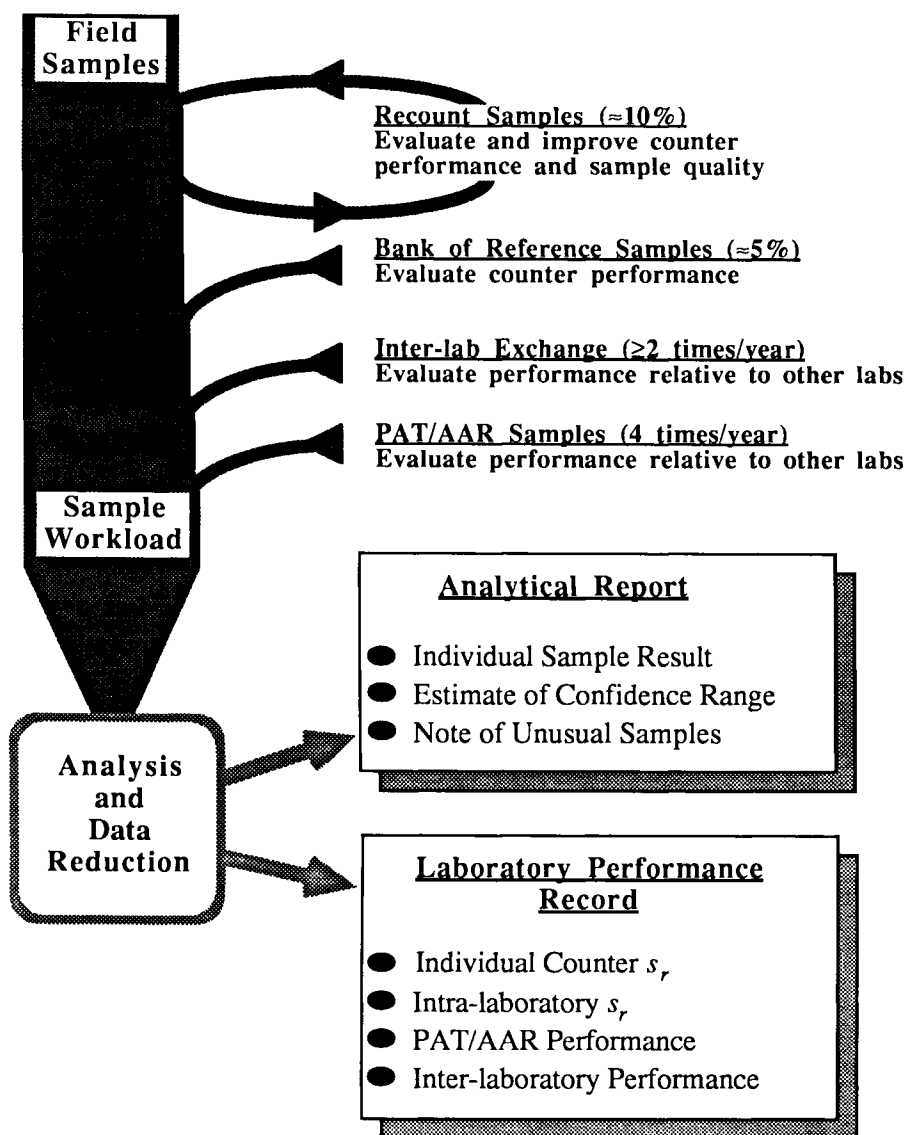 Field
Samples
Recount Samples (≈10%)
Evaluate and improve counter
performance and sample quality
Bank of Reference Samples (≈5%)
Evaluate counter performance
Inter-lab Exchange (≥2 times/year)
Evaluate performance relative to other labs
PAT/AAR Samples (4 times/year)
Evaluate performance relative to other labs
Sample
Workload
Analysis
and
Data
Reduction
Analytical Report
● Individual Sample Result
● Estimate of Confidence Range
● Note of Unusual Samples
Laboratory Performance
Record
● Individual Counter sᵣ
● Intra-laboratory sᵣ
● PAT/AAR Performance
● Inter-laboratory Performance